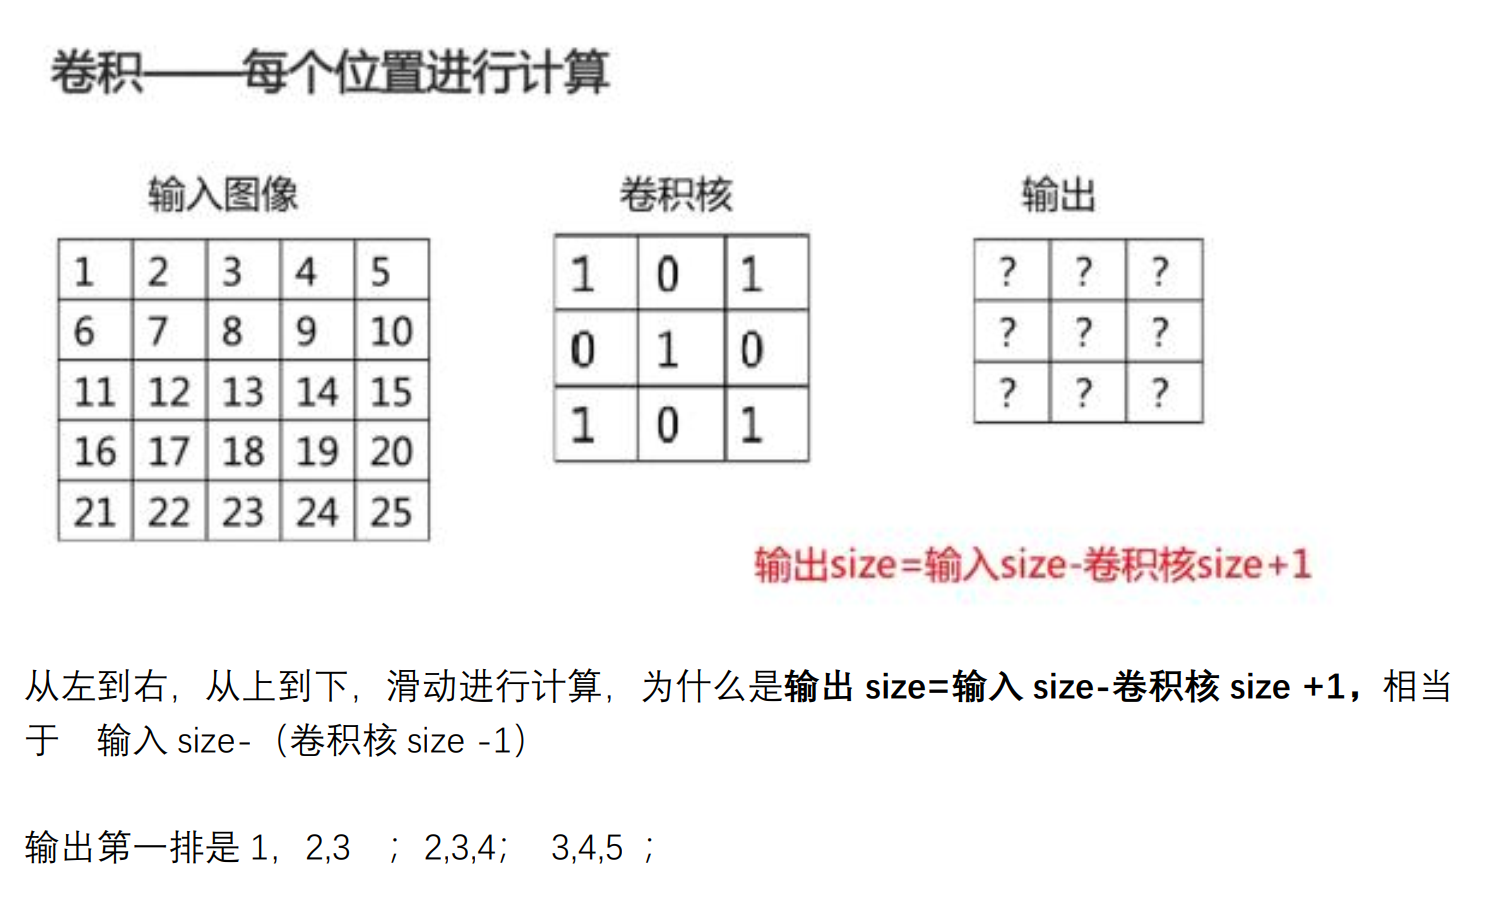 卷积——每个位置进行计算
输入图像 卷积核 输出
1 2 3 4 5
6 7 8 9 10
11 12 13 14 15
16 17 18 19 20
21 22 23 24 25
1 0 1
0 1 0
1 0 1
? ? ?
? ? ?
? ? ?
输出size=输入size-卷积核size+1
从左到右，从上到下，滑动进行计算，为什么是输出 size=输入 size-卷积核 size +1，相当
于 输入 size-（卷积核 size -1）
输出第一排是 1，2,3 ；2,3,4； 3,4,5 ；